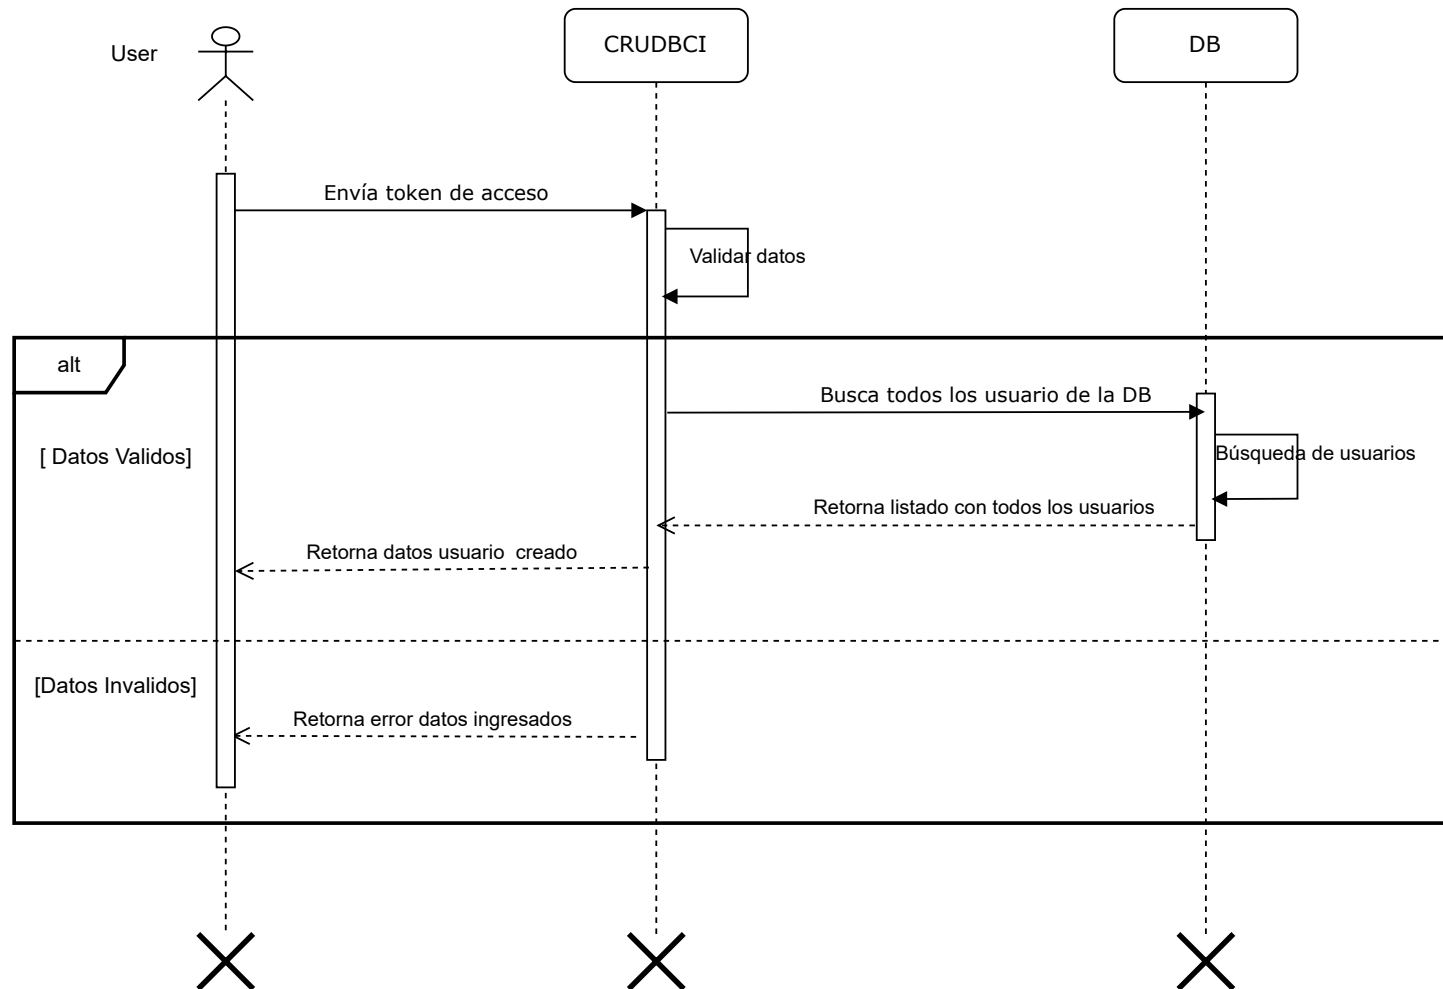 User
CRUDBCI
DB
Envía token de acceso
Validar datos
alt
Busca todos los usuario de la DB
[ Datos Validos]
Búsqueda de usuarios
Retorna listado con todos los usuarios
Retorna datos usuario  creado
[Datos Invalidos]
Retorna error datos ingresados